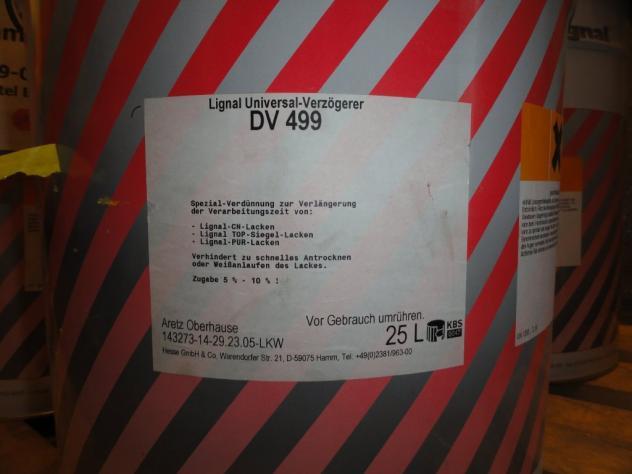 Lignal Universal-Verzögerer
DV 499
Spezial-Verdünnung zur Verlängerung
der Verarbeitungszeit von:
- Lignal-CN-Lacken
- Lignal TOP-Siegel-Lacken
- Lignal-PUR-Lacken
Verhindert zu schnelles Antrocknen
oder Weißanlaufen des Lackes.
Zugabe 5 % - 10 % !
Vor Gebrauch umrühren.
Aretz Oberhause
25 L
KBS
143273-14-29.23.05-LKW
Hesse GmbH & Co, Warendorfer Str. 21, D-59075 Hamm, Tel. +49(0)2381/963-00
gnal